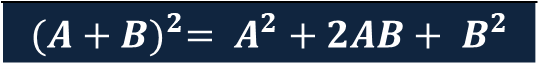 (A + B)² = A² + 2AB + B²